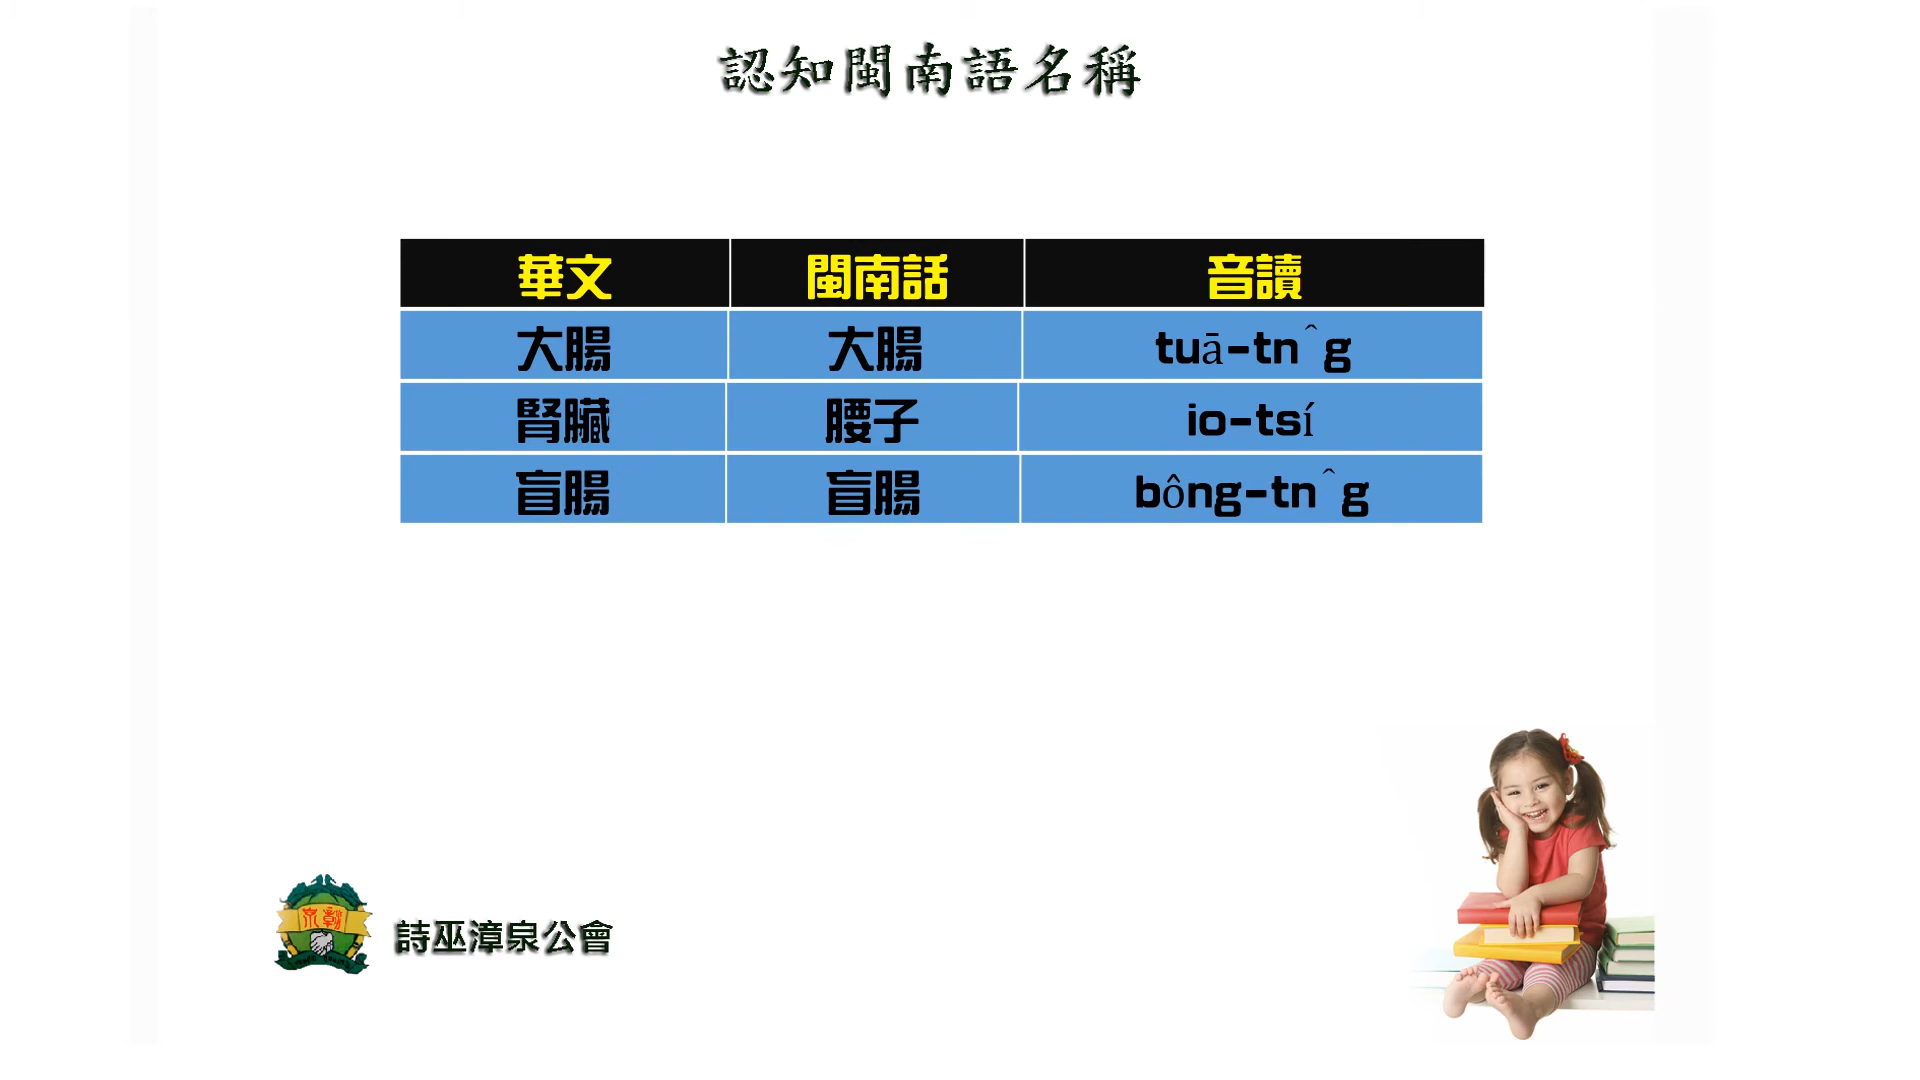 認知閩南語名稱
華文 閩南話 音讀
大腸 大腸 tuā-tn̂g
腎臟 腰子 io-tsí
盲腸 盲腸 bông-tn̂g
詩巫漳泉公會